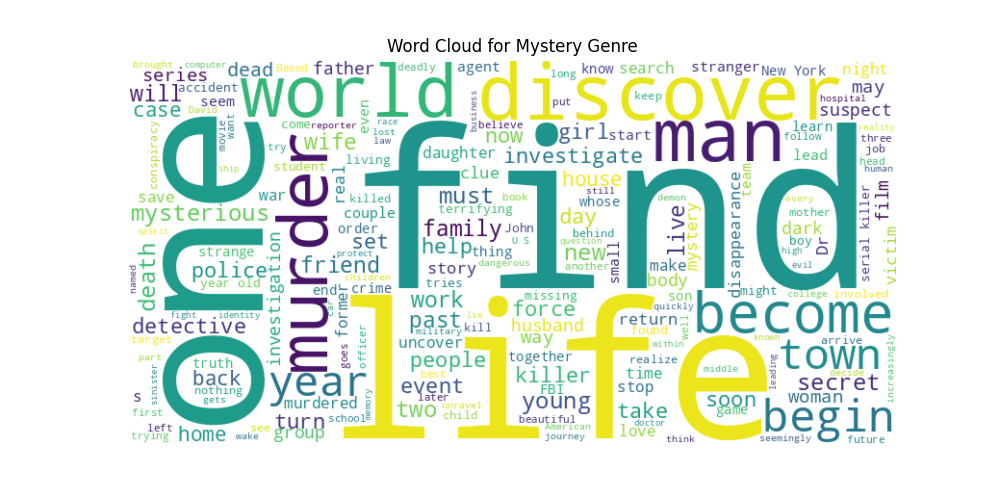 Word Cloud for Mystery Genre
brought
computer
series
dead
Based
father
deadly
agent
long
know
search
stranger
New York
night
will
accident
world
discover
may
case
seem
David
movie
want
even
business
put
keep
hospital
suspect
one
come
reporter
race
lost
law
believe
now
girl
start
man
learn
follow
lead
three
job
reality
head
human
conspiracy
try
wife
murder
find
daughter
investigate
clue
house
student
living
real
save
war
killed
must
book
still
whose
team
disappearance
demon
every
mother
mysterious
spirit
couple
terrifying
day
live
mystery
dark
boy
high
evil
Dr
film
serial killer
victim
strange
order
set
family
John
behind
small
U S
question
help
thing
new
another
police
year old
investigation
protect
friend
story
dangerous
make
body
death
named
children
tries
end
crime
missing
son
might
college
involved
fight
identity
car
former
work
force
quickly
return
become
detective
target
past
military
lie
kill
husband
found
well
known
arrive
life
uncover
way
part
truth
goes
officer
people
together
realize
within
town
sinister
back
nothing
gets
year
best
event
killer
FBI
time
stop
middle
leading
decide
increasingly
secret
woman
s
murdered
memory
later
unravel
young
take
soon
game
begin
first
left
turn
school
two
child
beautiful
American
doctor
love
trying
home
wake
see
group
journey
think
seemingly
future